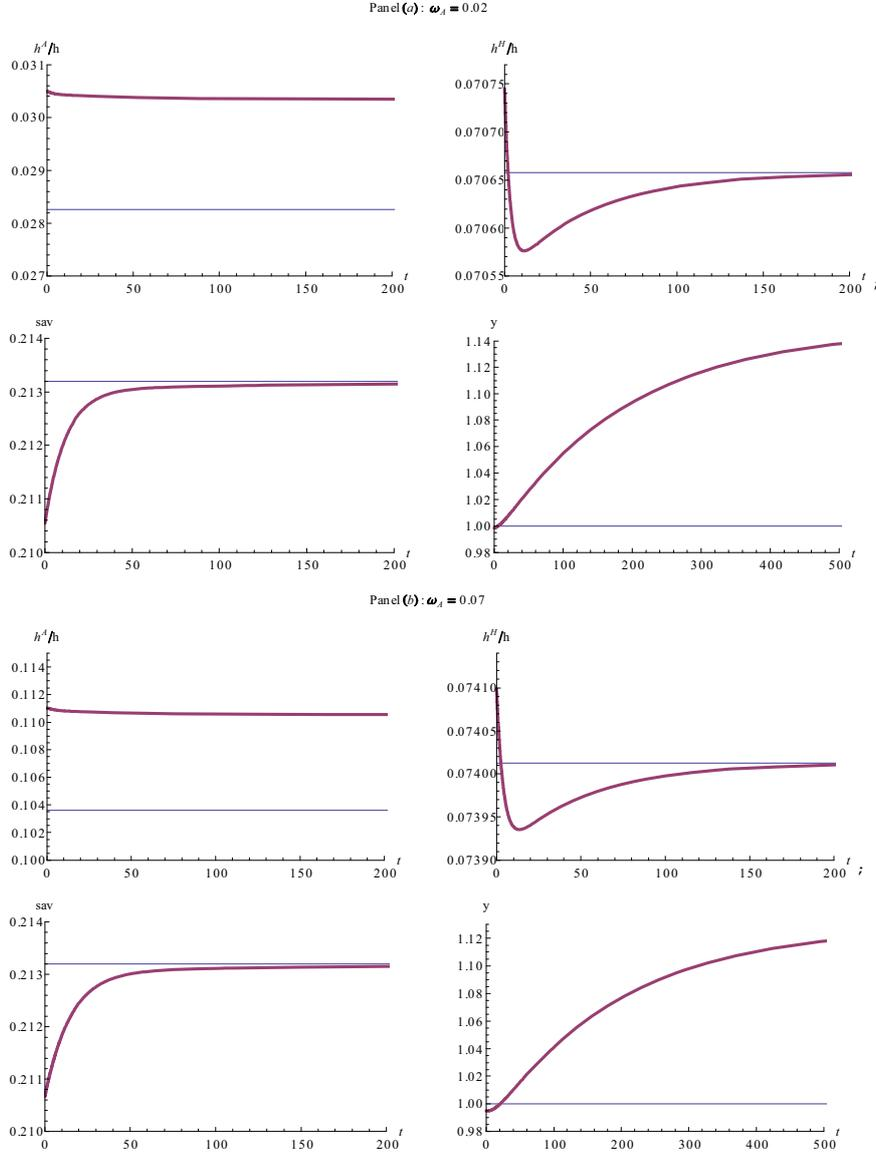 Panel(a): ω_A = 0.02
h^A/h
0.031
0.030
0.029
0.028
0.027
0 50 100 150 200 t
h^H/h
0.07075
0.07070
0.07065
0.07060
0.07055
0 50 100 150 200 t ;
sav
0.214
0.213
0.212
0.211
0.210
0 50 100 150 200 t
y
1.14
1.12
1.10
1.08
1.06
1.04
1.02
1.00
0.98
0 100 200 300 400 500 t
Panel(b): ω_A = 0.07
h^A/h
0.114
0.112
0.110
0.108
0.106
0.104
0.102
0.100
0 50 100 150 200 t
h^H/h
0.07410
0.07405
0.07400
0.07395
0.07390
0 50 100 150 200 t ;
sav
0.214
0.213
0.212
0.211
0.210
0 50 100 150 200 t
y
1.12
1.10
1.08
1.06
1.04
1.02
1.00
0.98
0 100 200 300 400 500 t